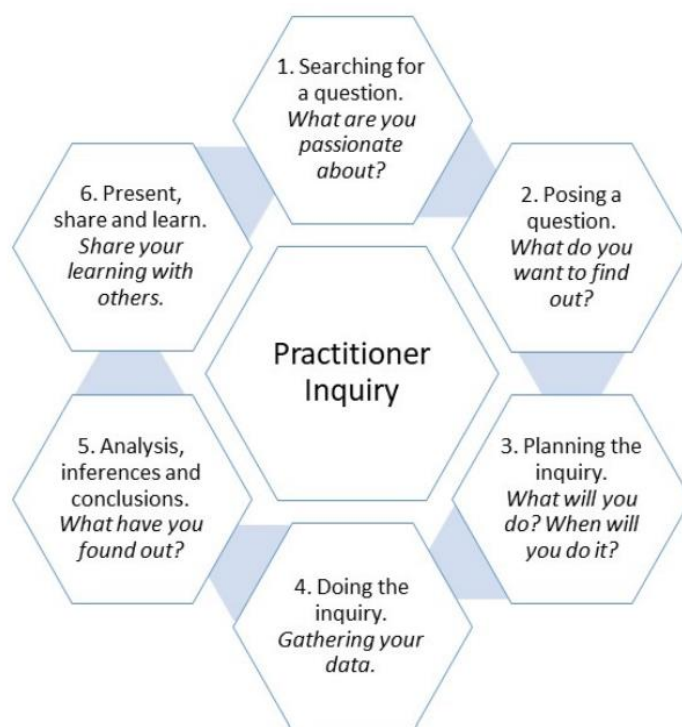 1. Searching for
a question.
What are you
passionate
about?
2. Posing a
question.
What do you
want to find
out?
3. Planning the
inquiry.
What will you
do? When will
you do it?
4. Doing the
inquiry.
Gathering your
data.
5. Analysis,
inferences and
conclusions.
What have you
found out?
6. Present,
share and learn.
Share your
learning with
others.
Practitioner
Inquiry